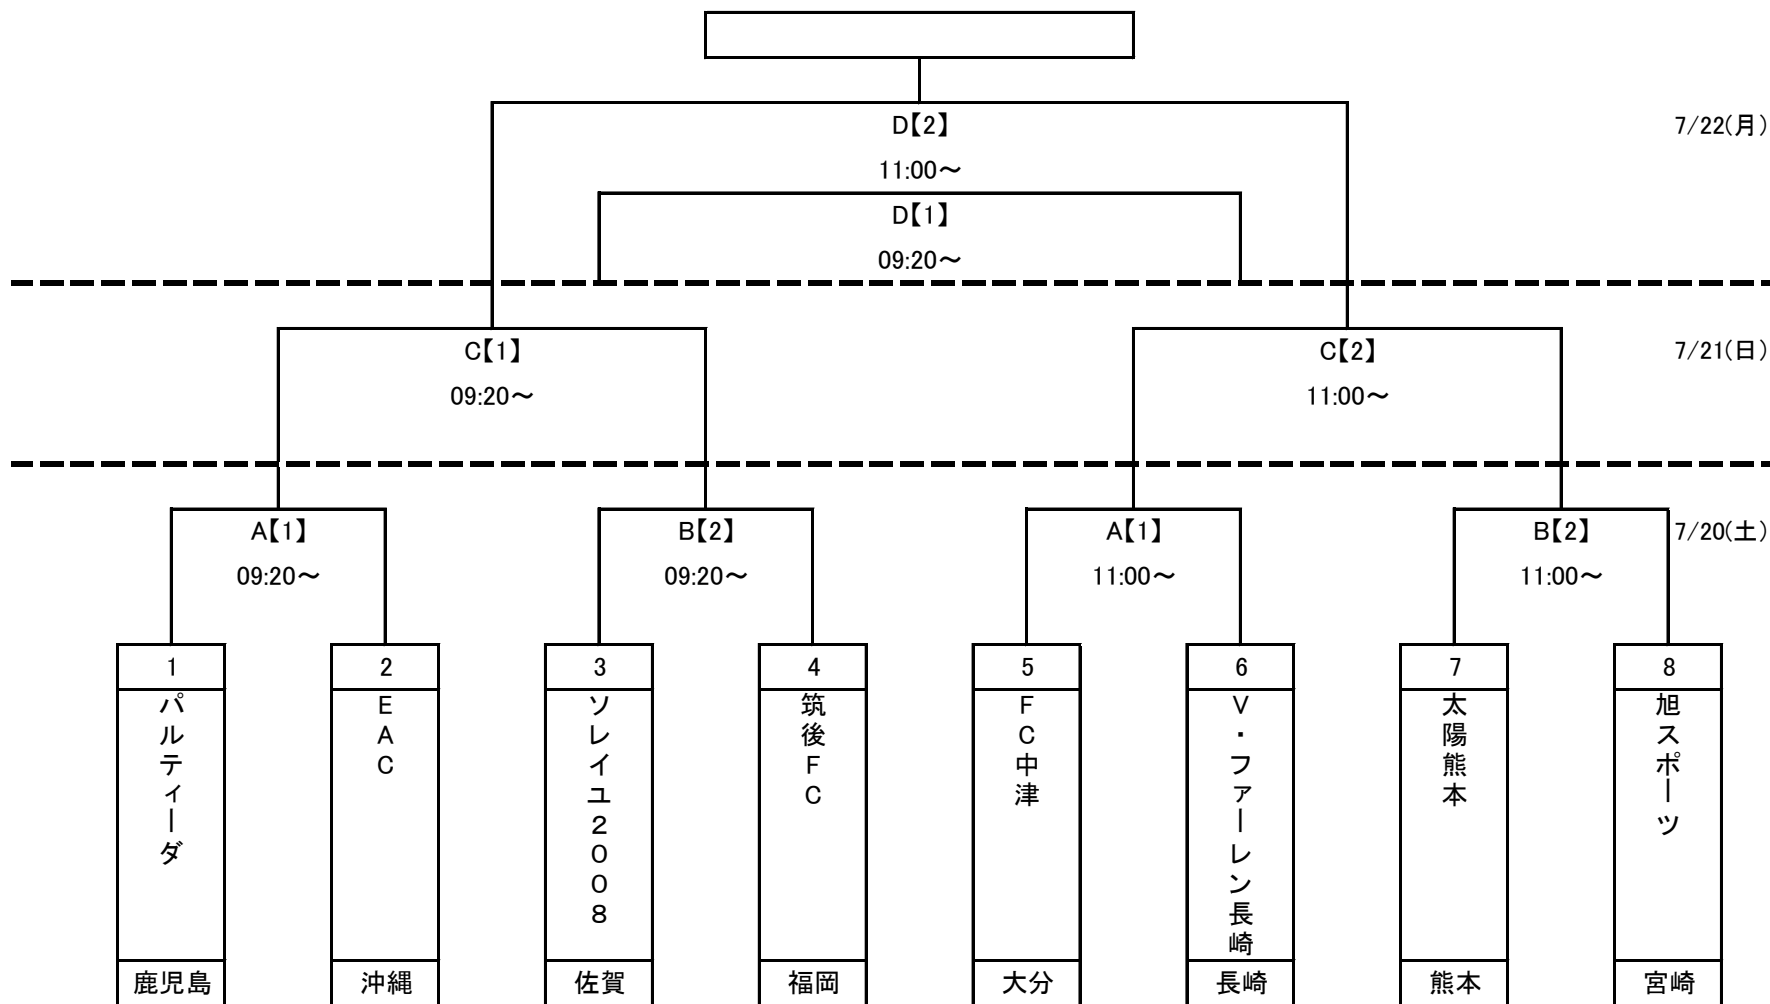 D【2】
7/22(月)
11:00～
D【1】
09:20～
C【1】
C【2】
7/21(日)
09:20～
11:00～
A【1】
B【2】
A【1】
B【2】
7/20(土)
09:20～
09:20～
11:00～
11:00～
1
2
3
4
5
6
7
8
パルティーダ
EAC
ソレイユ2008
筑後FC
FC中津
V・ファーレン長崎
太陽熊本
旭スポーツ
鹿児島
沖縄
佐賀
福岡
大分
長崎
熊本
宮崎